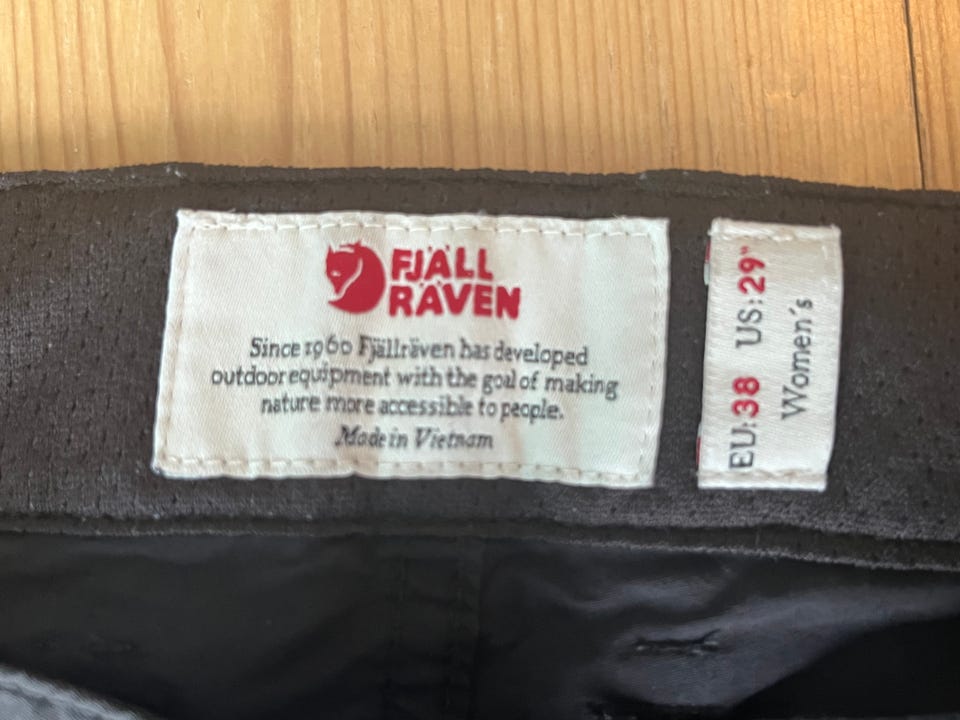 FJÄLL
RÄVEN
Since 1960 Fjällräven has developed
outdoor equipment with the goal of making
nature more accessible to people.
Made in Vietnam
EU:38 US:29"
Women´s